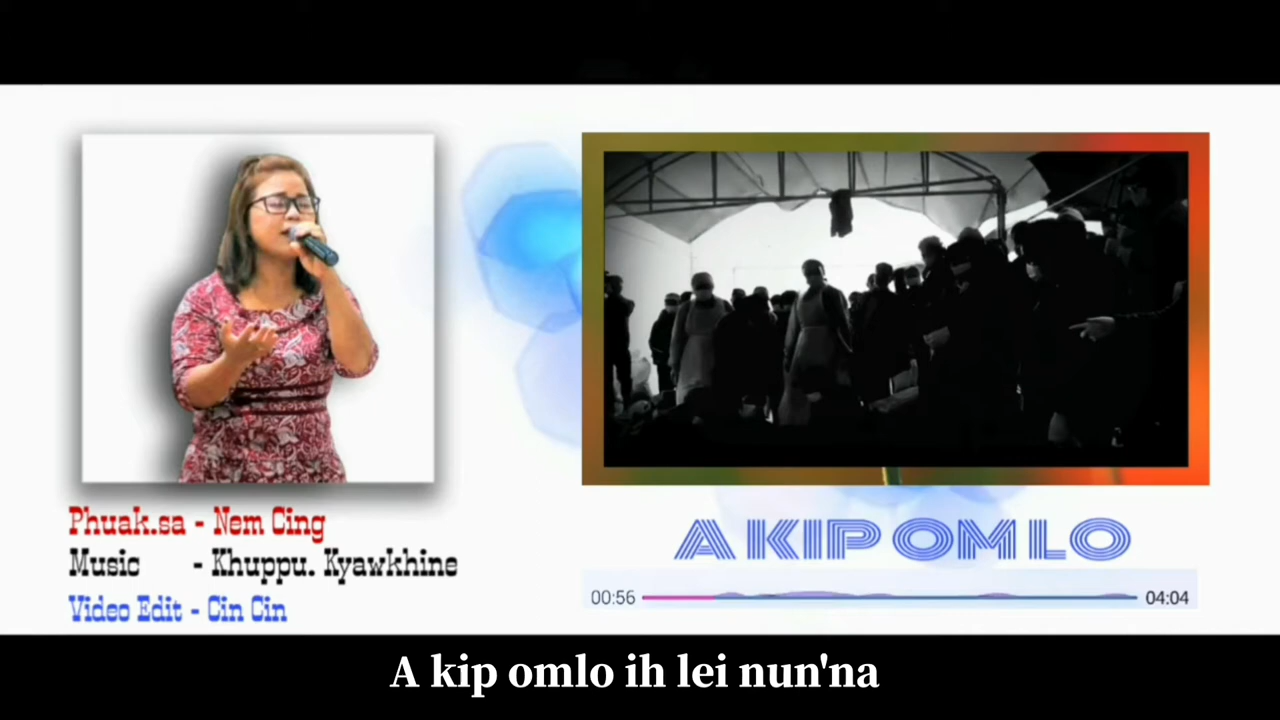 Phuak.sa - Nem Cing
Music - Khuppu. Kyawkhine
Video Edit - Cin Cin
A KIP OM LO
00:56 04:04
A kip omlo ih lei nun'na